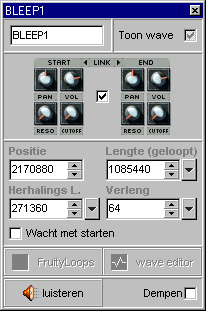 BLEEP1
BLEEP1
Toon wave
START LINK END
PAN VOL PAN VOL
RESO CUTOFF RESO CUTOFF
Positie Lengte (geloopt)
2170880 1085440
Herhalings L. Verleng
271360 64
Wacht met starten
FruityLoops wave editor
luisteren Dempen